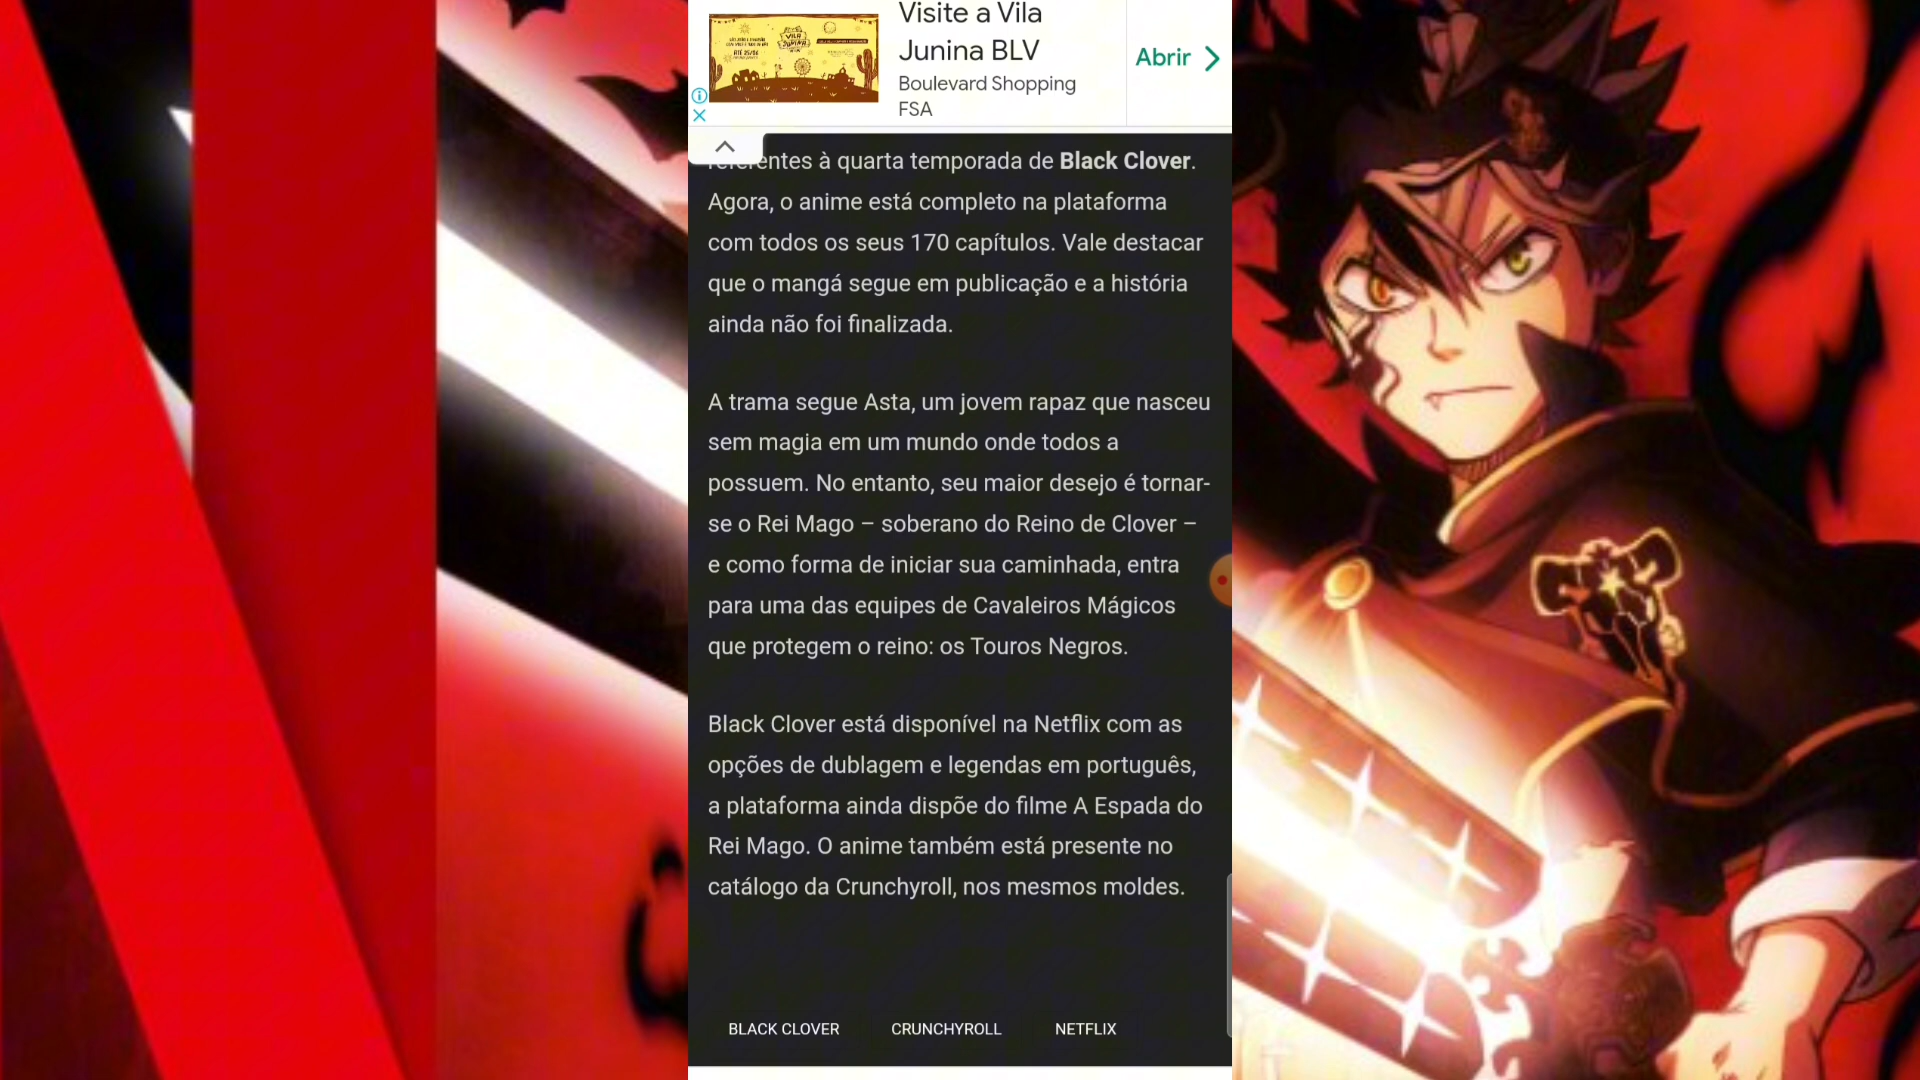 Visite a Vila
Junina BLV
Boulevard Shopping
FSA
Abrir
VILA
JUNINA
ATÉ 25/06
referentes à quarta temporada de Black Clover.
Agora, o anime está completo na plataforma
com todos os seus 170 capítulos. Vale destacar
que o mangá segue em publicação e a história
ainda não foi finalizada.
A trama segue Asta, um jovem rapaz que nasceu
sem magia em um mundo onde todos a
possuem. No entanto, seu maior desejo é tornar-
se o Rei Mago – soberano do Reino de Clover –
e como forma de iniciar sua caminhada, entra
para uma das equipes de Cavaleiros Mágicos
que protegem o reino: os Touros Negros.
Black Clover está disponível na Netflix com as
opções de dublagem e legendas em português,
a plataforma ainda dispõe do filme A Espada do
Rei Mago. O anime também está presente no
catálogo da Crunchyroll, nos mesmos moldes.
BLACK CLOVER
CRUNCHYROLL
NETFLIX